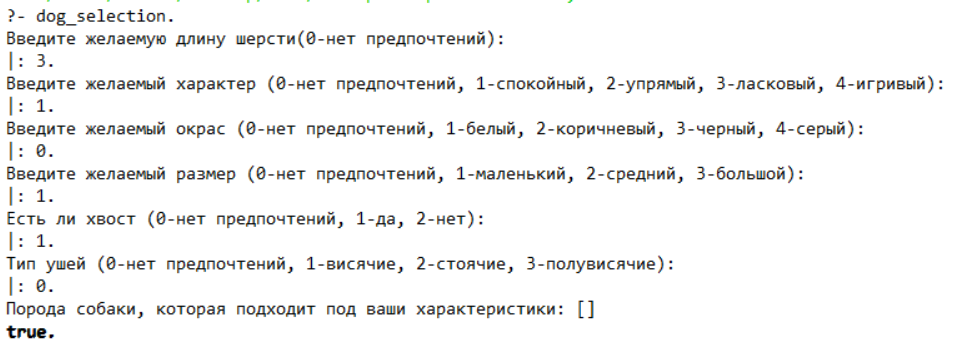 ?- dog_selection.
Введите желаемую длину шерсти(0-нет предпочтений):
|: 3.
Введите желаемый характер (0-нет предпочтений, 1-спокойный, 2-упрямый, 3-ласковый, 4-игривый):
|: 1.
Введите желаемый окрас (0-нет предпочтений, 1-белый, 2-коричневый, 3-черный, 4-серый):
|: 0.
Введите желаемый размер (0-нет предпочтений, 1-маленький, 2-средний, 3-большой):
|: 1.
Есть ли хвост (0-нет предпочтений, 1-да, 2-нет):
|: 1.
Тип ушей (0-нет предпочтений, 1-висячие, 2-стоячие, 3-полувисячие):
|: 0.
Порода собаки, которая подходит под ваши характеристики: []
true.